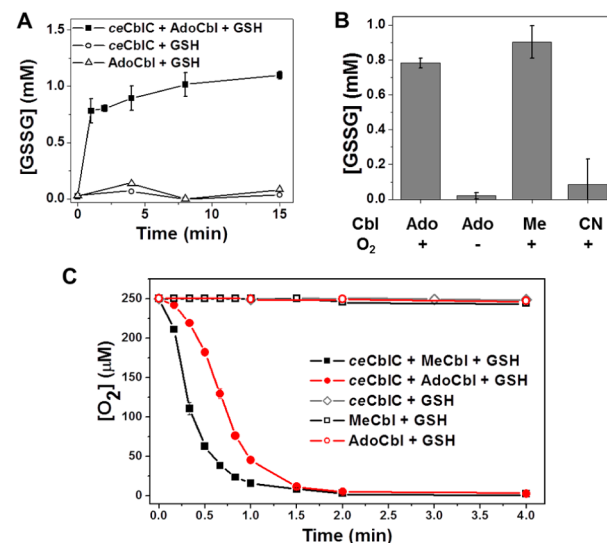 A
ceCblC + AdoCbl + GSH
ceCblC + GSH
AdoCbl + GSH
[GSSG] (mM)
1.5
1.0
0.5
0.0
0 5 10 15
Time (min)
B
[GSSG] (mM)
0.8
0.6
0.4
0.2
0.0
Cbl Ado Ado Me CN
O2 + - + +
C
[O2] (µM)
250
200
150
100
50
0
ceCblC + MeCbl + GSH
ceCblC + AdoCbl + GSH
ceCblC + GSH
MeCbl + GSH
AdoCbl + GSH
0.0 0.5 1.0 1.5 2.0 2.5 3.0 3.5 4.0
Time (min)